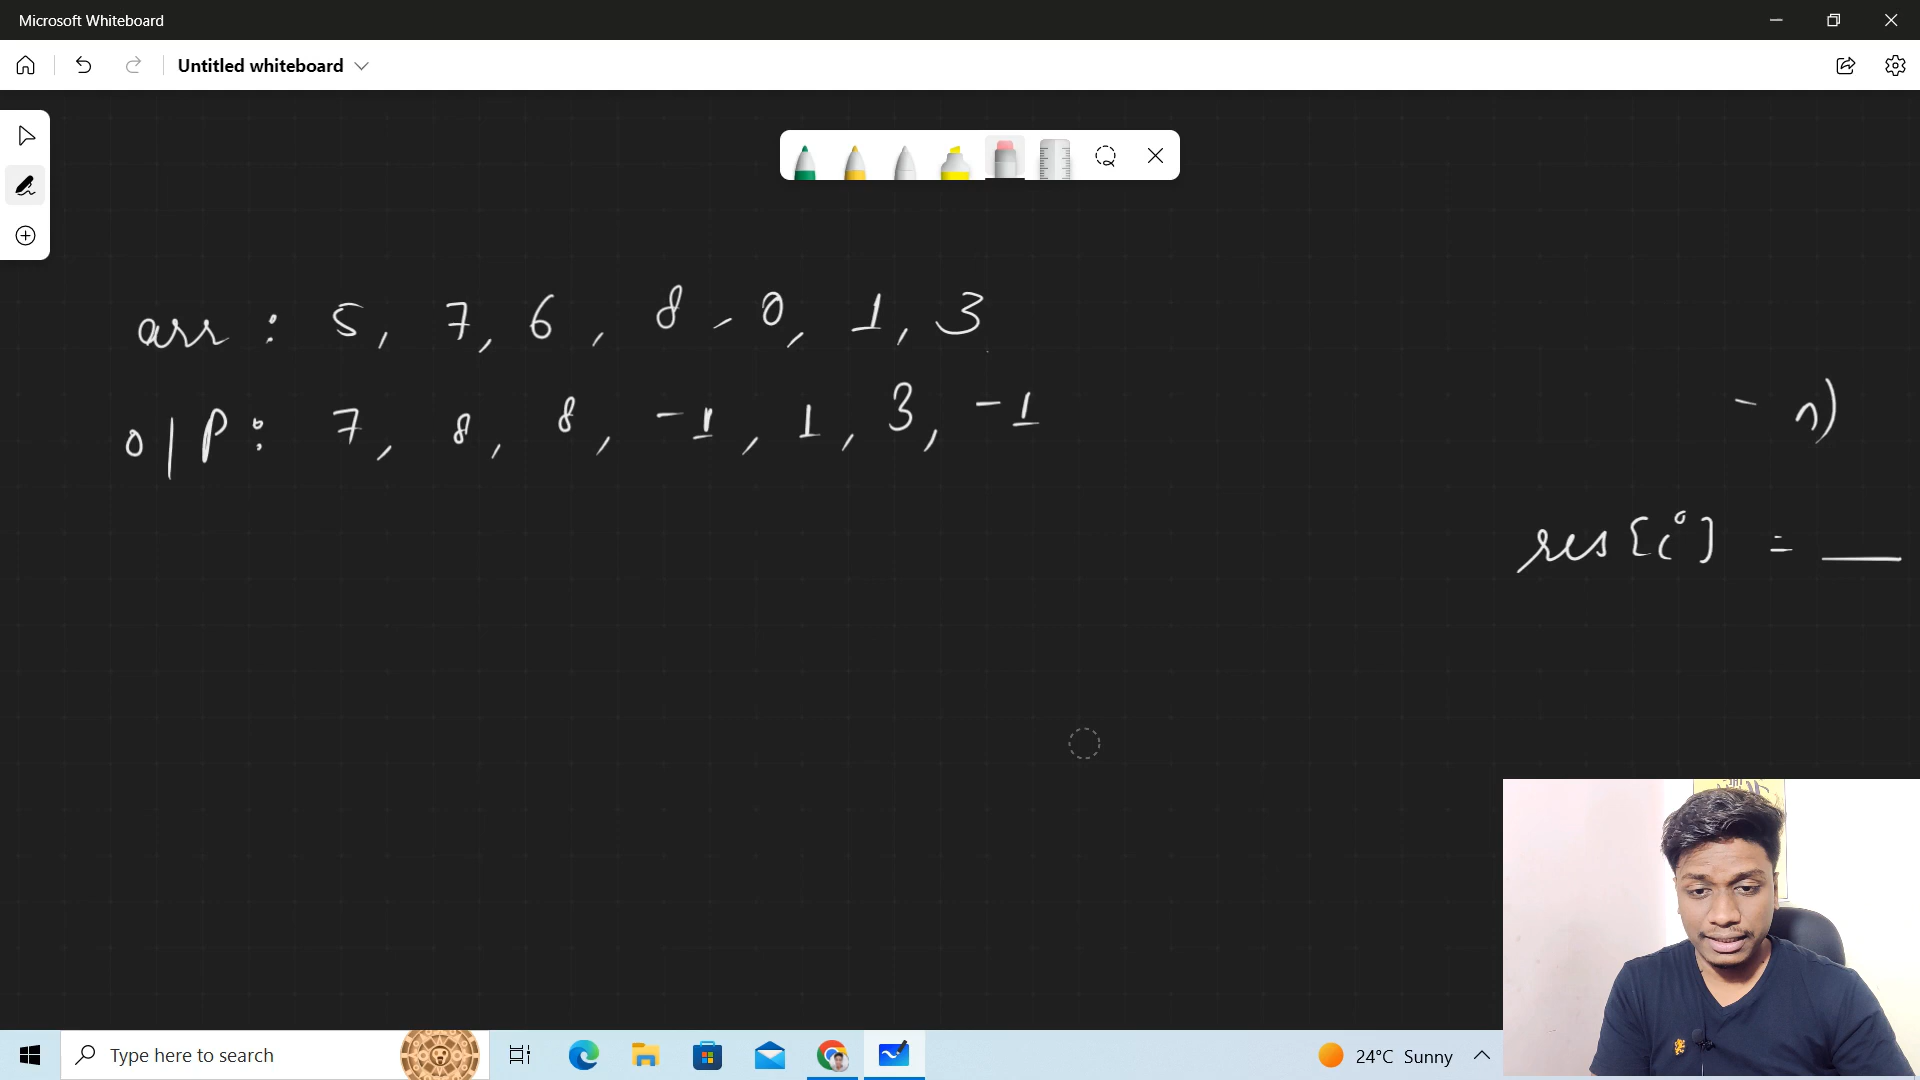 Microsoft Whiteboard
Untitled whiteboard
arr : 5, 7, 6, 8, 0, 1, 3
o/p : 7, 8, 8, -1, 1, 3, -1
- n)
res[i] = __
Type here to search
24°C Sunny